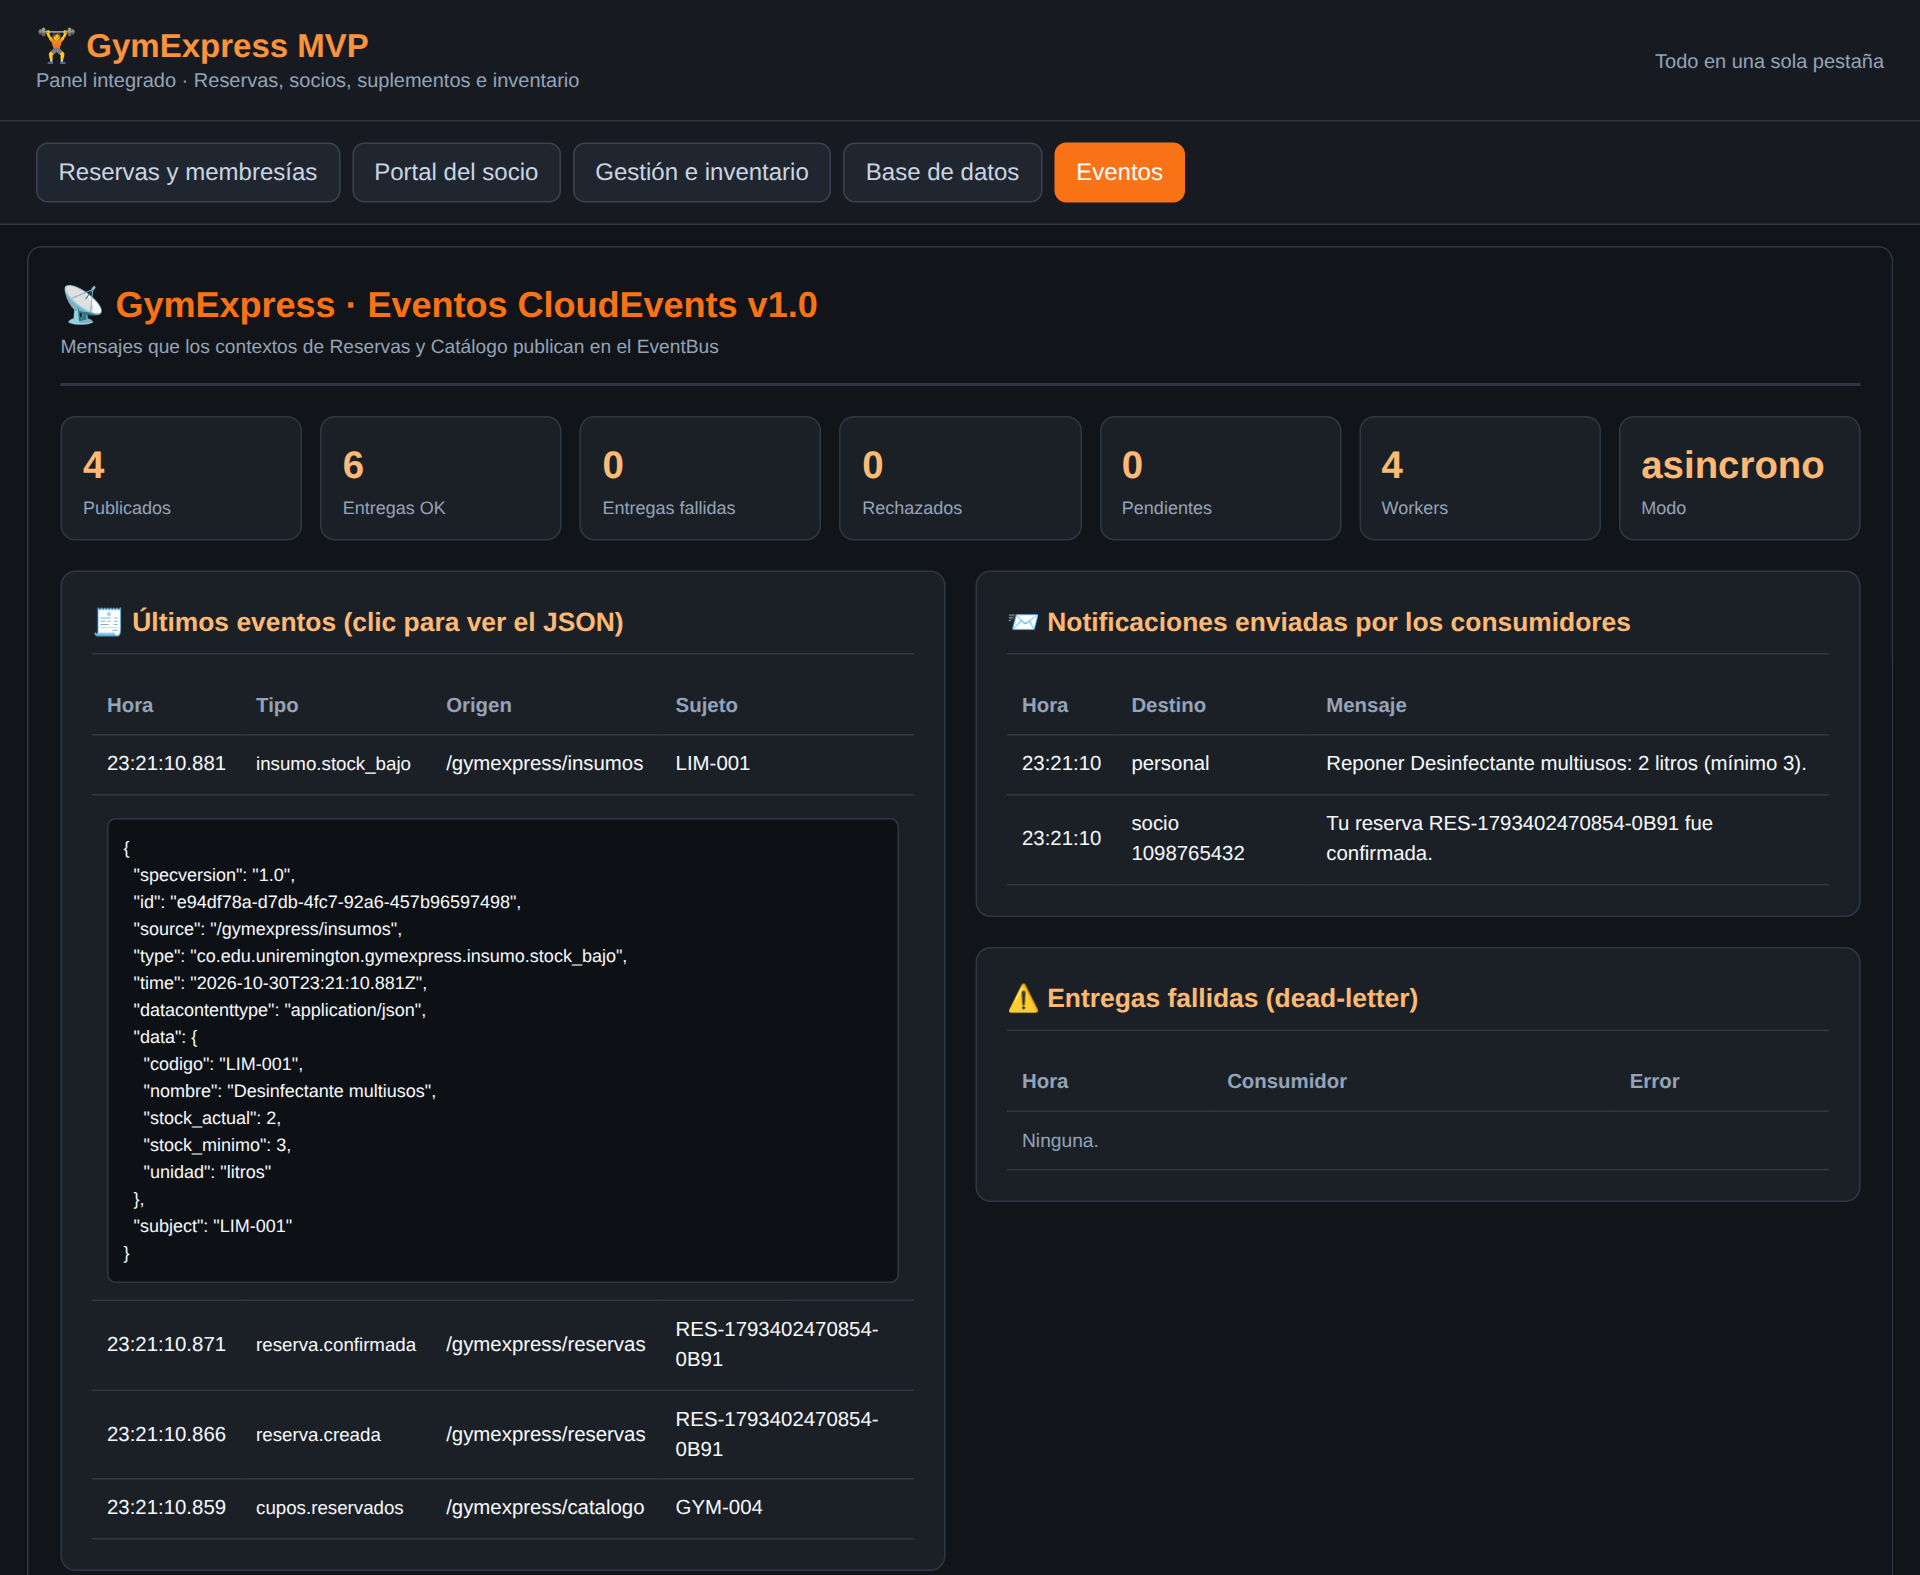 GymExpress MVP
Panel integrado · Reservas, socios, suplementos e inventario
Todo en una sola pestaña
Reservas y membresías
Portal del socio
Gestión e inventario
Base de datos
Eventos
GymExpress · Eventos CloudEvents v1.0
Mensajes que los contextos de Reservas y Catálogo publican en el EventBus
4
Publicados
6
Entregas OK
0
Entregas fallidas
0
Rechazados
0
Pendientes
4
Workers
asincrono
Modo
Últimos eventos (clic para ver el JSON)
Hora Tipo Origen Sujeto
23:21:10.881 insumo.stock_bajo /gymexpress/insumos LIM-001
{
"specversion": "1.0",
"id": "e94df78a-d7db-4fc7-92a6-457b96597498",
"source": "/gymexpress/insumos",
"type": "co.edu.uniremington.gymexpress.insumo.stock_bajo",
"time": "2026-10-30T23:21:10.881Z",
"datacontenttype": "application/json",
"data": {
"codigo": "LIM-001",
"nombre": "Desinfectante multiusos",
"stock_actual": 2,
"stock_minimo": 3,
"unidad": "litros"
},
"subject": "LIM-001"
}
23:21:10.871 reserva.confirmada /gymexpress/reservas RES-1793402470854-
0B91
23:21:10.866 reserva.creada /gymexpress/reservas RES-1793402470854-
0B91
23:21:10.859 cupos.reservados /gymexpress/catalogo GYM-004
Notificaciones enviadas por los consumidores
Hora Destino Mensaje
23:21:10 personal Reponer Desinfectante multiusos: 2 litros (mínimo 3).
23:21:10 socio
1098765432
Tu reserva RES-1793402470854-0B91 fue
confirmada.
Entregas fallidas (dead-letter)
Hora Consumidor Error
Ninguna.